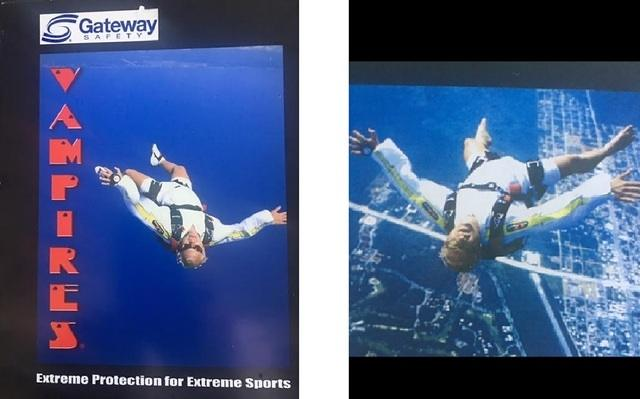 Gateway
SAFETY
VAMPIRES
Extreme Protection for Extreme Sports